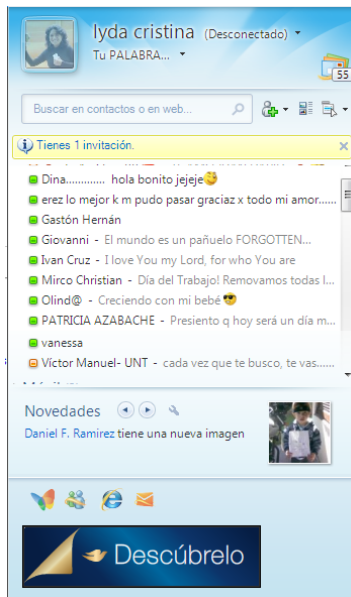 lyda cristina (Desconectado)
Tu PALABRA...
55
Buscar en contactos o en web...
Tienes 1 invitación.
Dina............. hola bonito jejeje
erez lo mejor k m pudo pasar graciaz x todo mi amor......
Gastón Hernán
Giovanni - El mundo es un pañuelo FORGOTTEN...
Ivan Cruz - I love You my Lord, for who You are
Mirco Christian - Día del Trabajo! Removamos todas l...
Olind@ - Creciendo con mi bebé
PATRICIA AZABACHE - Presiento q hoy será un día m...
vanessa
Víctor Manuel- UNT - cada vez que te busco, te vas......
Novedades
Daniel F. Ramirez tiene una nueva imagen
Descúbrelo